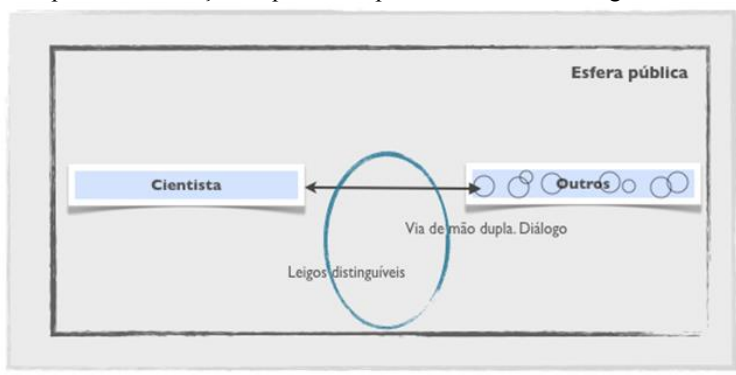 Esfera pública
Cientista
Outros
Via de mão dupla. Diálogo
Leigos distinguíveis